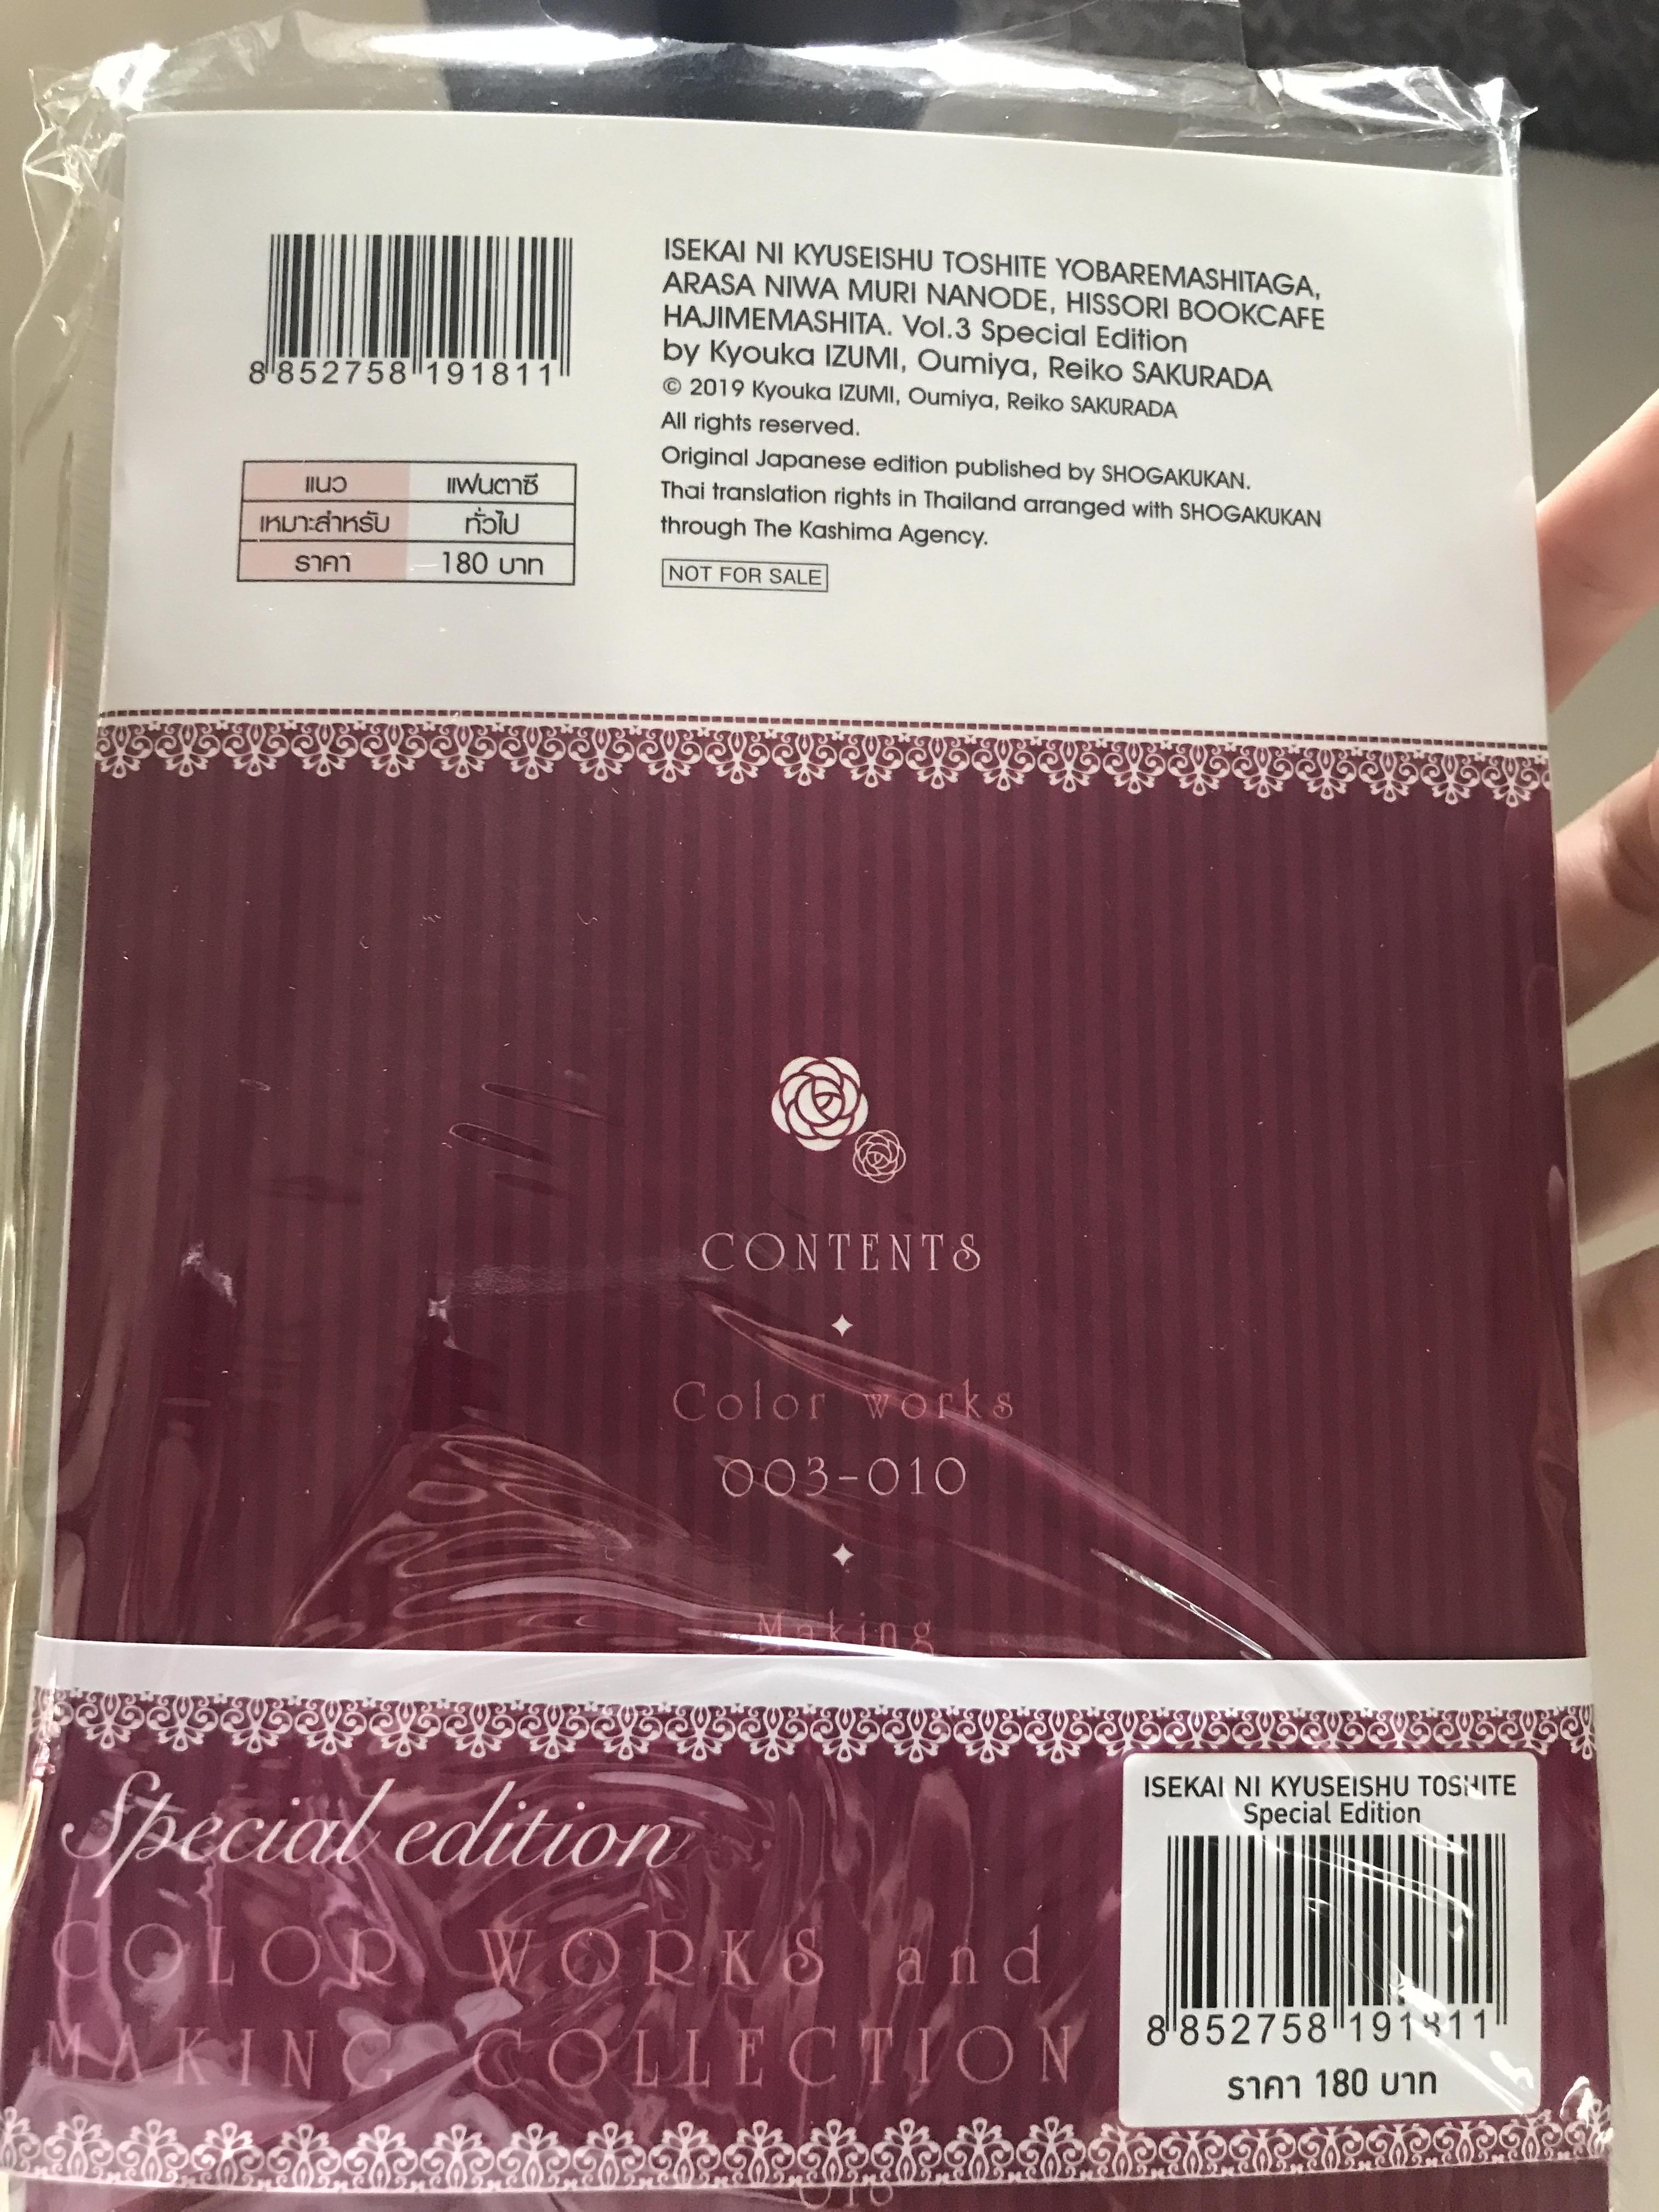 ISEKAI NI KYUSEISHU TOSHITE YOBAREMASHITAGA,
ARASA NIWA MURI NANODE, HISSORI BOOKCAFE
HAJIMEMASHITA. Vol.3 Special Edition
by Kyouka IZUMI, Oumiya, Reiko SAKURADA
© 2019 Kyouka IZUMI, Oumiya, Reiko SAKURADA
All rights reserved.
Original Japanese edition published by SHOGAKUKAN.
Thai translation rights in Thailand arranged with SHOGAKUKAN
through The Kashima Agency.
NOT FOR SALE
8 852758 191811
แนว แฟนตาซี
เหมาะสำหรับ ทั่วไป
ราคา 180 บาท
CONTENTS
Color works
003-010
Making
Special edition
COLOR WORKS and
MAKING COLLECTION
ISEKAI NI KYUSEISHU TOSHITE
Special Edition
8 852758 191811
ราคา 180 บาท